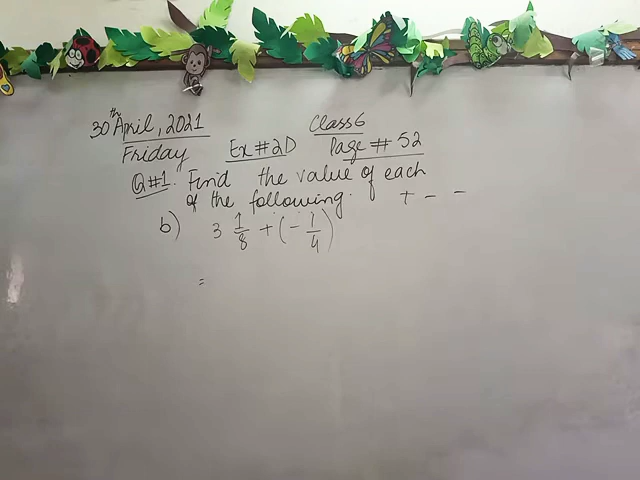 30th April, 2021 Class 6
Friday Ex # 2D Page # 52
Q#1. Find the value of each
of the following. + - -
b) 3 1/8 + (- 1/4)
=